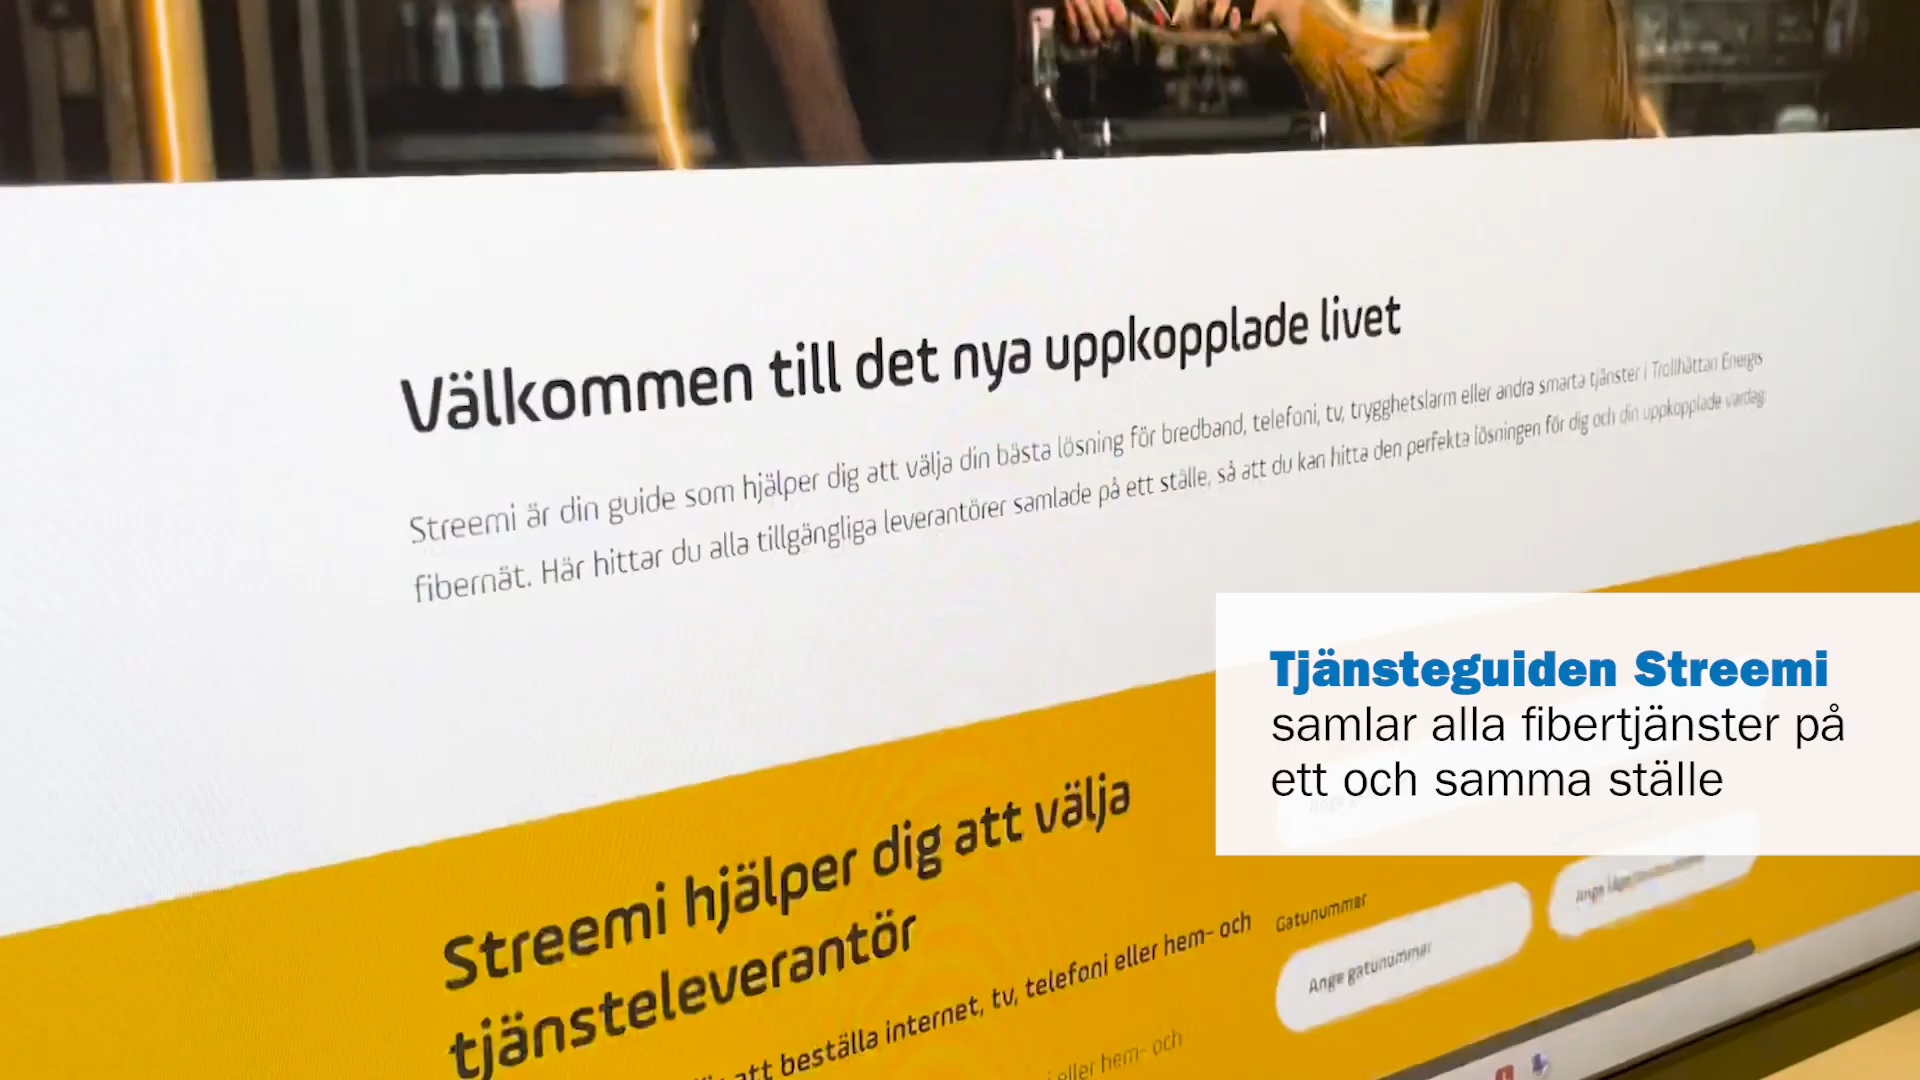 Välkommen till det nya uppkopplade livet
Streemi är din guide som hjälper dig att välja din bästa lösning för bredband, telefoni, tv, trygghetslarm eller andra smarta tjänster i Trollhättan Energis
fibernät. Här hittar du alla tillgängliga leverantörer samlade på ett ställe, så att du kan hitta den perfekta lösningen för dig och din uppkopplade vardag.
Tjänsteguiden Streemi
samlar alla fibertjänster på
ett och samma ställe
Streemi hjälper dig att välja
tjänsteleverantör
att beställa internet, tv, telefoni eller hem- och
eller hem- och
Gatunummer
Ange gatunummer
Ange